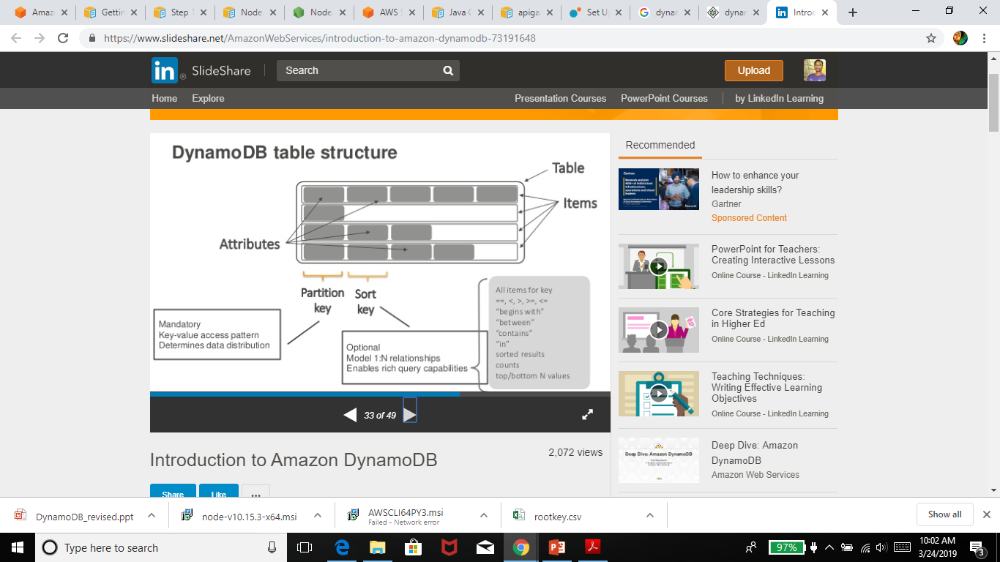 Amaz
Gettin
Step T
Node
Node.
AWS S
Java C
apiga
Set Up
dynar
dynar
Introc
https://www.slideshare.net/AmazonWebServices/introduction-to-amazon-dynamodb-73191648
in SlideShare
Search
Upload
Home Explore
Presentation Courses PowerPoint Courses by LinkedIn Learning
DynamoDB table structure
Table
Items
Attributes
Partition
key
Sort
key
Mandatory
Key-value access pattern
Determines data distribution
Optional
Model 1:N relationships
Enables rich query capabilities
All items for key
==, <, >, >=, <=
“begins with”
“between”
“contains”
“in”
sorted results
counts
top/bottom N values
33 of 49
Introduction to Amazon DynamoDB
2,072 views
Share Like ...
Recommended
How to enhance your
leadership skills?
Gartner
Sponsored Content
PowerPoint for Teachers:
Creating Interactive Lessons
Online Course - LinkedIn Learning
Core Strategies for Teaching
in Higher Ed
Online Course - LinkedIn Learning
Teaching Techniques:
Writing Effective Learning
Objectives
Online Course - LinkedIn Learning
Deep Dive: Amazon DynamoDB
Deep Dive: Amazon
DynamoDB
Amazon Web Services
DynamoDB_revised.ppt
node-v10.15.3-x64.msi
AWSCLI64PY3.msi
Failed - Network error
rootkey.csv
Show all
Type here to search
97%
10:02 AM
3/24/2019
3